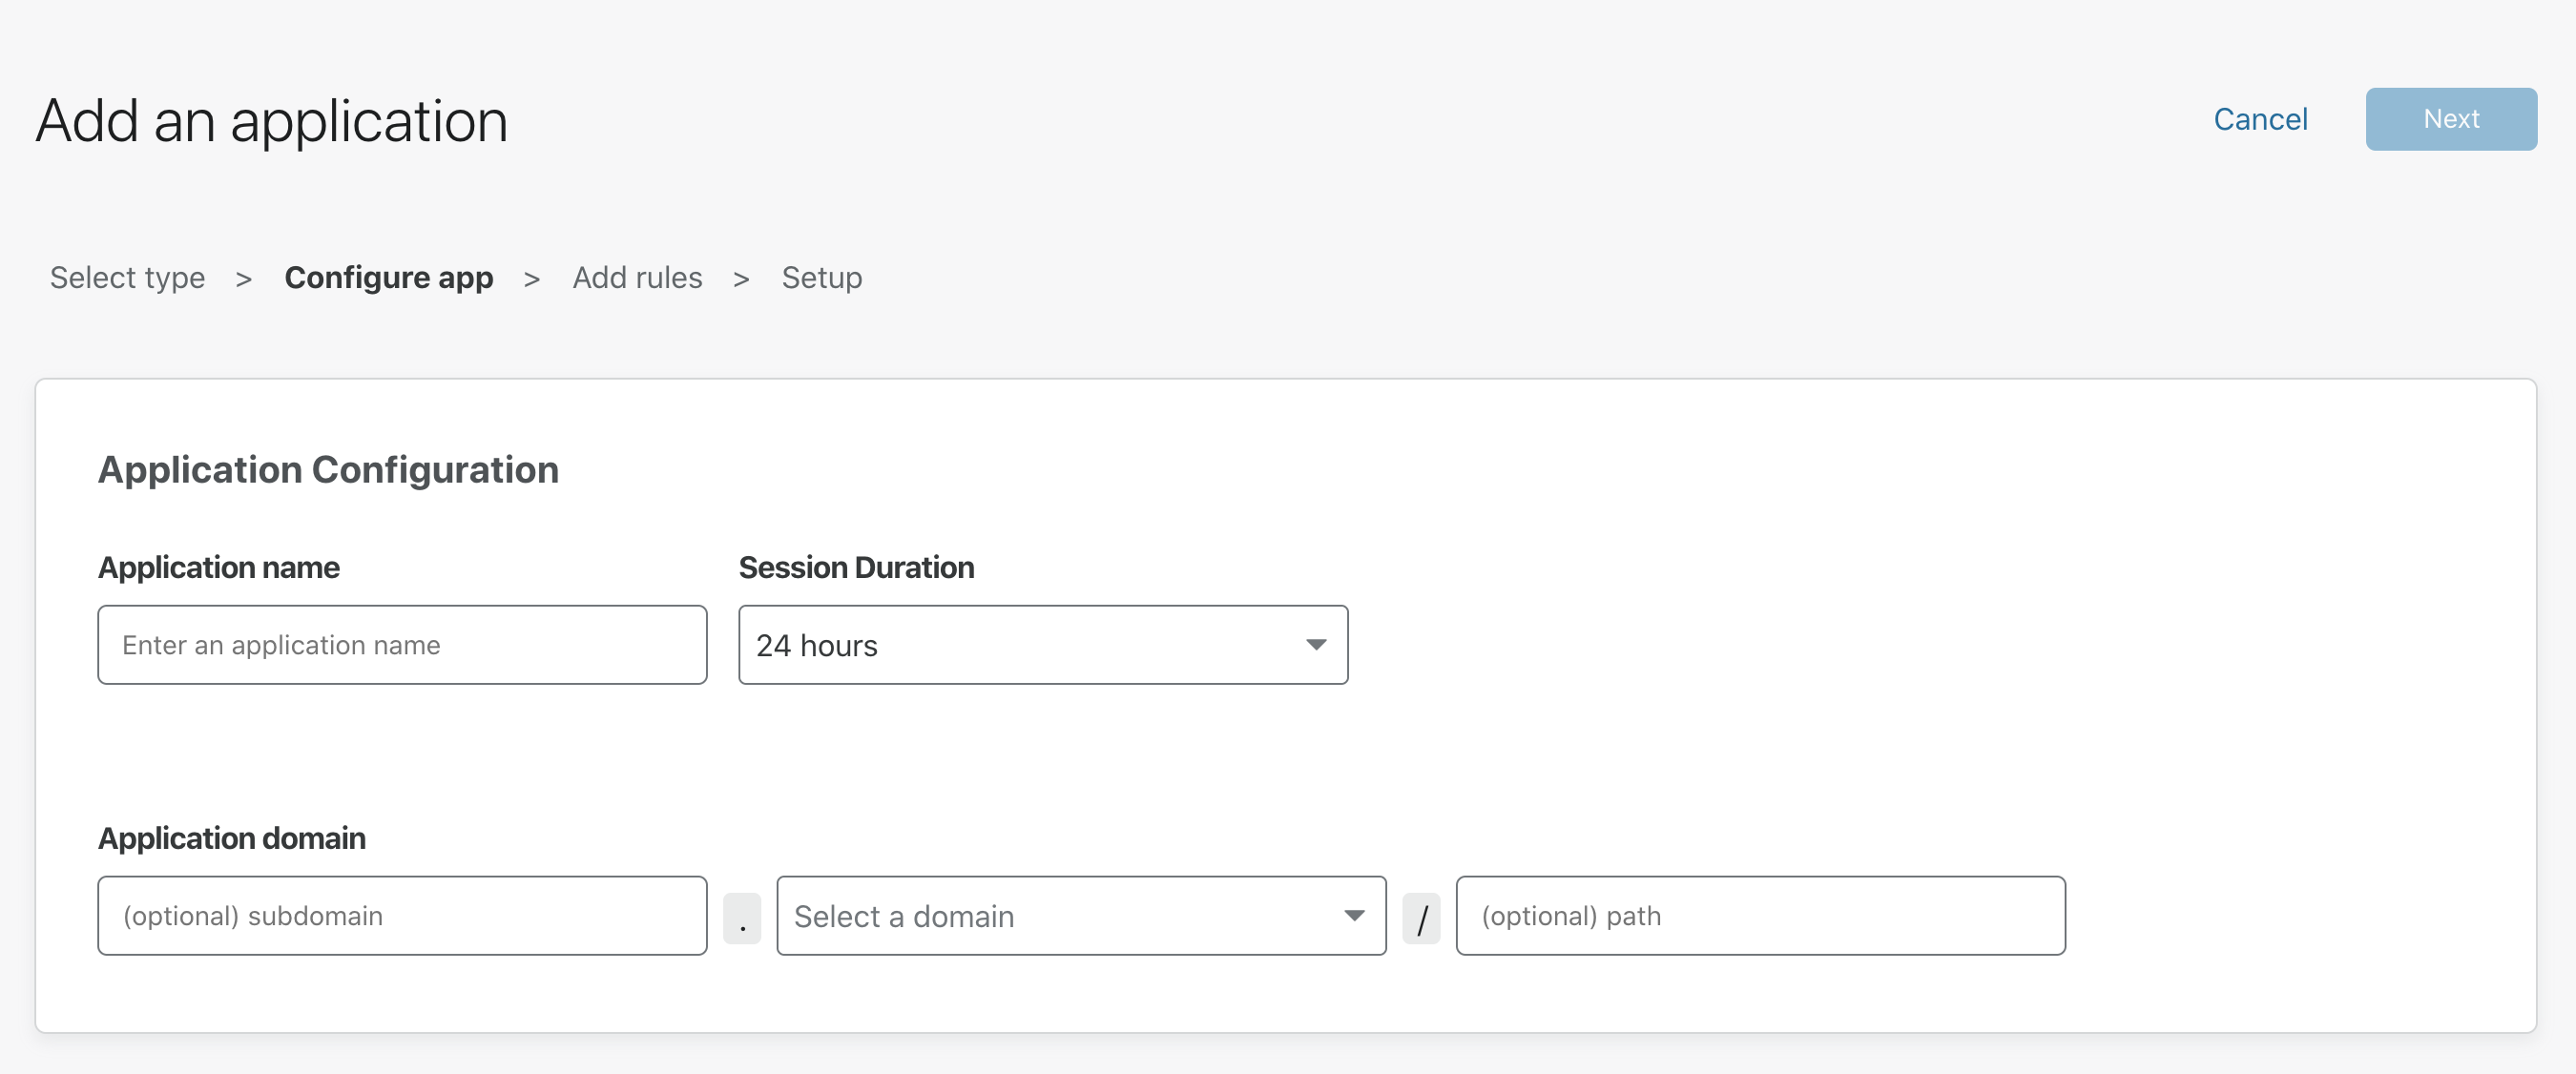 Add an application
Cancel
Next
Select type > Configure app > Add rules > Setup
Application Configuration
Application name
Session Duration
Enter an application name
24 hours
Application domain
(optional) subdomain . Select a domain / (optional) path